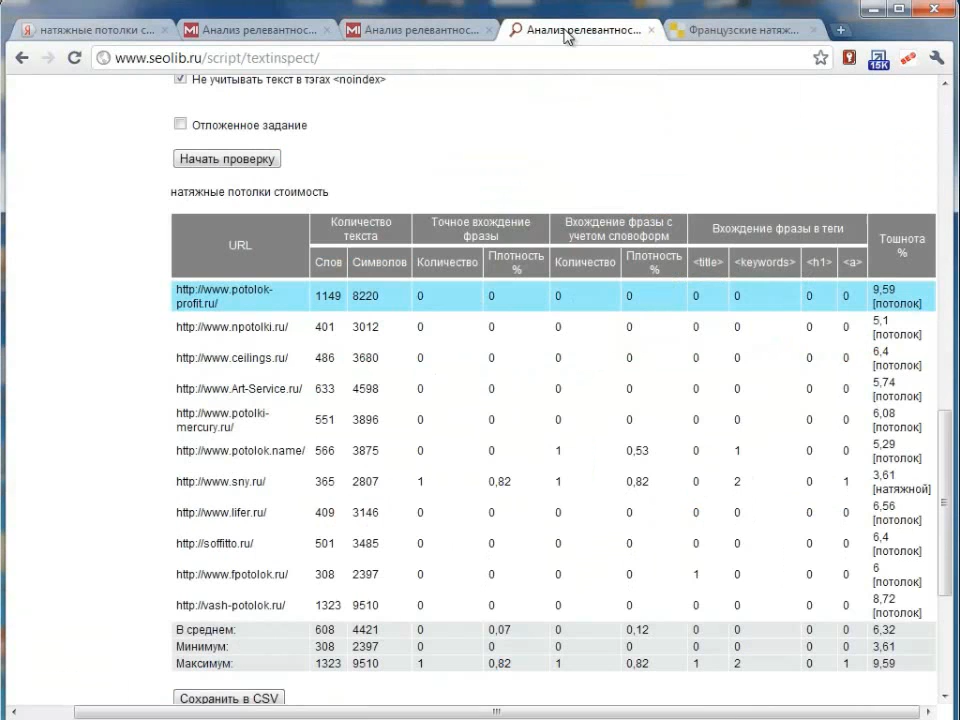 натяжные потолки с...
Анализ релевантнос...
Анализ релевантнос...
Анализ релевантнос...
Французские натяж...
www.seolib.ru/script/textinspect/
15K
Не учитывать текст в тэгах <noindex>
Отложенное задание
Начать проверку
натяжные потолки стоимость
URL Количество текста Точное вхождение фразы Вхождение фразы с учетом словоформ Вхождение фразы в теги Тошнота %
Слов Символов Количество Плотность % Количество Плотность % <title> <keywords> <h1> <a>
http://www.potolok-profit.ru/ 1149 8220 0 0 0 0 0 0 0 0 9,59 [потолок]
http://www.npotolki.ru/ 401 3012 0 0 0 0 0 0 0 0 5,1 [потолок]
http://www.ceilings.ru/ 486 3680 0 0 0 0 0 0 0 0 6,4 [потолок]
http://www.Art-Service.ru/ 633 4598 0 0 0 0 0 0 0 0 5,74 [потолок]
http://www.potolki-mercury.ru/ 551 3896 0 0 0 0 0 0 0 0 6,08 [потолок]
http://www.potolok.name/ 566 3875 0 0 1 0,53 0 1 0 0 5,29 [потолок]
http://www.sny.ru/ 365 2807 1 0,82 1 0,82 0 2 0 1 3,61 [натяжной]
http://www.lifer.ru/ 409 3146 0 0 0 0 0 0 0 0 6,56 [потолок]
http://soffitto.ru/ 501 3485 0 0 0 0 0 0 0 0 6,4 [потолок]
http://www.fpotolok.ru/ 308 2397 0 0 0 0 1 0 0 0 6 [потолок]
http://vash-potolok.ru/ 1323 9510 0 0 0 0 0 0 0 0 8,72 [потолок]
В среднем: 608 4421 0 0,07 0 0,12 0 0 0 0 6,32
Минимум: 308 2397 0 0 0 0 0 0 0 0 3,61
Максимум: 1323 9510 1 0,82 1 0,82 1 2 0 1 9,59
Сохранить в CSV